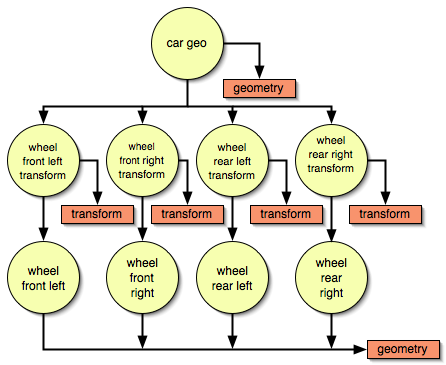 car geo
geometry
wheel
front left
transform
wheel
front right
transform
wheel
rear left
transform
wheel
rear right
transform
transform
transform
transform
transform
wheel
front left
wheel
front
right
wheel
rear left
wheel
rear
right
geometry